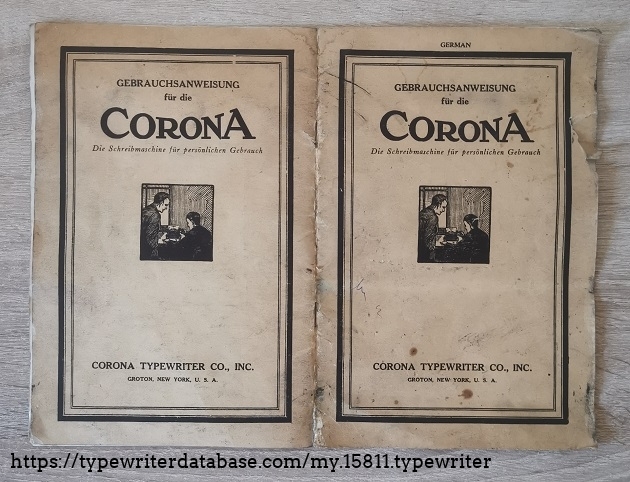 GEBRAUCHSANWEISUNG
für die
CORONA
Die Schreibmaschine für persönlichen Gebrauch
CORONA TYPEWRITER CO., INC.
GROTON, NEW YORK, U. S. A.
GERMAN
GEBRAUCHSANWEISUNG
für die
CORONA
Die Schreibmaschine für persönlichen Gebrauch
CORONA TYPEWRITER CO., INC.
GROTON, NEW YORK, U. S. A.
https://typewriterdatabase.com/my.15811.typewriter